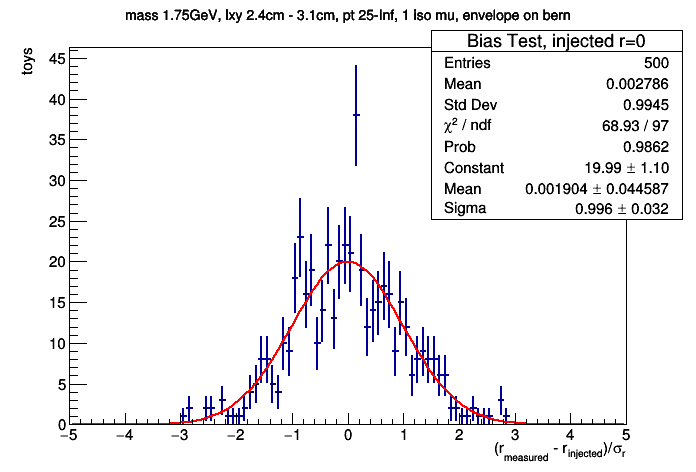 mass 1.75GeV, lxy 2.4cm - 3.1cm, pt 25-Inf, 1 Iso mu, envelope on bern
Bias Test, injected r=0
Entries 500
Mean 0.002786
Std Dev 0.9945
χ² / ndf 68.93 / 97
Prob 0.9862
Constant 19.99 ± 1.10
Mean 0.001904 ± 0.044587
Sigma 0.996 ± 0.032
toys
45
40
35
30
25
20
15
10
5
0
−5 −4 −3 −2 −1 0 1 2 3 4 5
(r_measured - r_injected)/σ_r